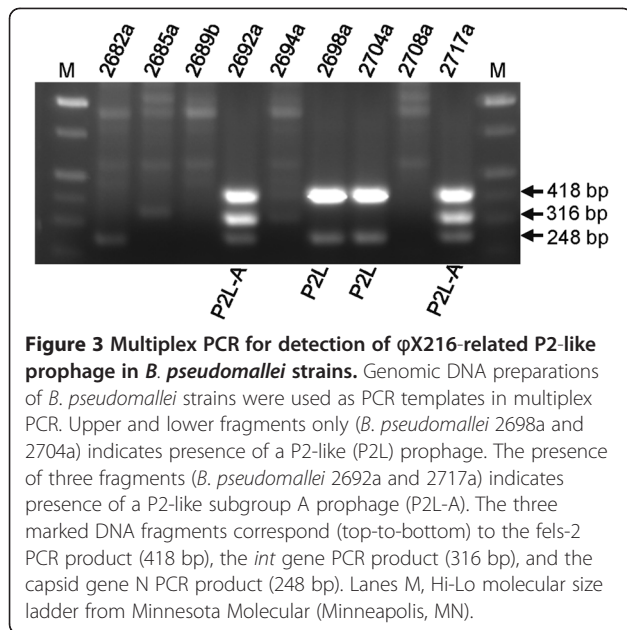 M 2682a 2685a 2689b 2692a 2694a 2698a 2704a 2708a 2717a M
418 bp
316 bp
248 bp
P2L-A P2L P2L P2L-A
Figure 3 Multiplex PCR for detection of φX216-related P2-like
prophage in B. pseudomallei strains. Genomic DNA preparations
of B. pseudomallei strains were used as PCR templates in multiplex
PCR. Upper and lower fragments only (B. pseudomallei 2698a and
2704a) indicates presence of a P2-like (P2L) prophage. The presence
of three fragments (B. pseudomallei 2692a and 2717a) indicates
presence of a P2-like subgroup A prophage (P2L-A). The three
marked DNA fragments correspond (top-to-bottom) to the fels-2
PCR product (418 bp), the int gene PCR product (316 bp), and the
capsid gene N PCR product (248 bp). Lanes M, Hi-Lo molecular size
ladder from Minnesota Molecular (Minneapolis, MN).